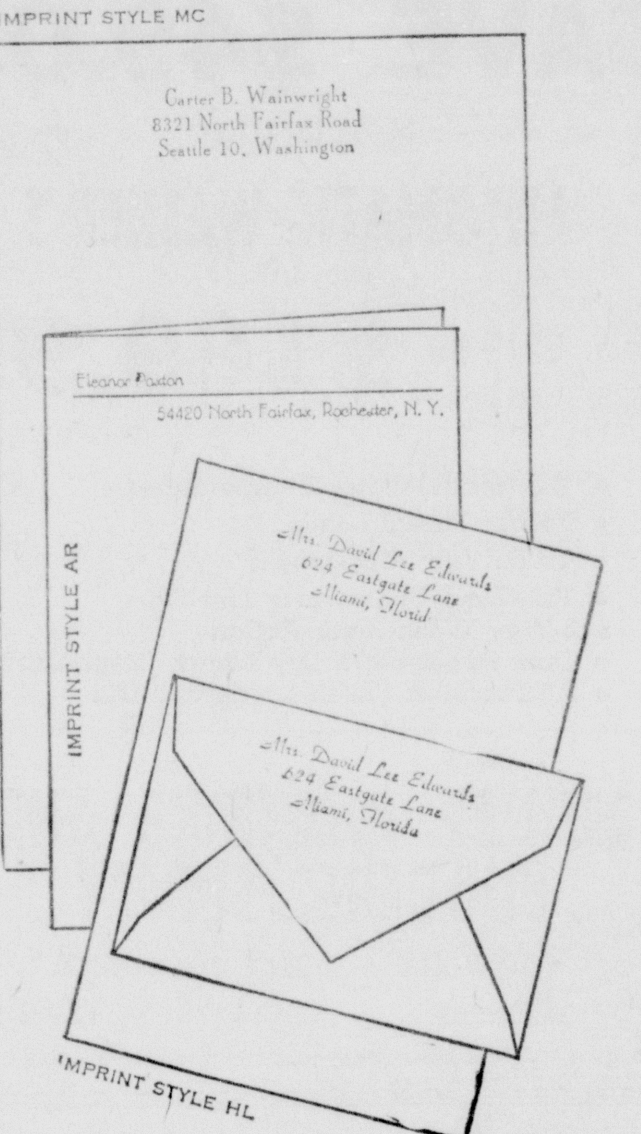 IMPRINT STYLE MC
Carter B. Wainwright
8321 North Fairfax Road
Seattle 10, Washington
Eleanor Paxton
54420 North Fairfax, Rochester, N. Y.
IMPRINT STYLE AR
Mrs. David Lee Edwards
624 Eastgate Lane
Miami, Florid
Mrs. David Lee Edwards
624 Eastgate Lane
Miami, Florida
IMPRINT STYLE HL